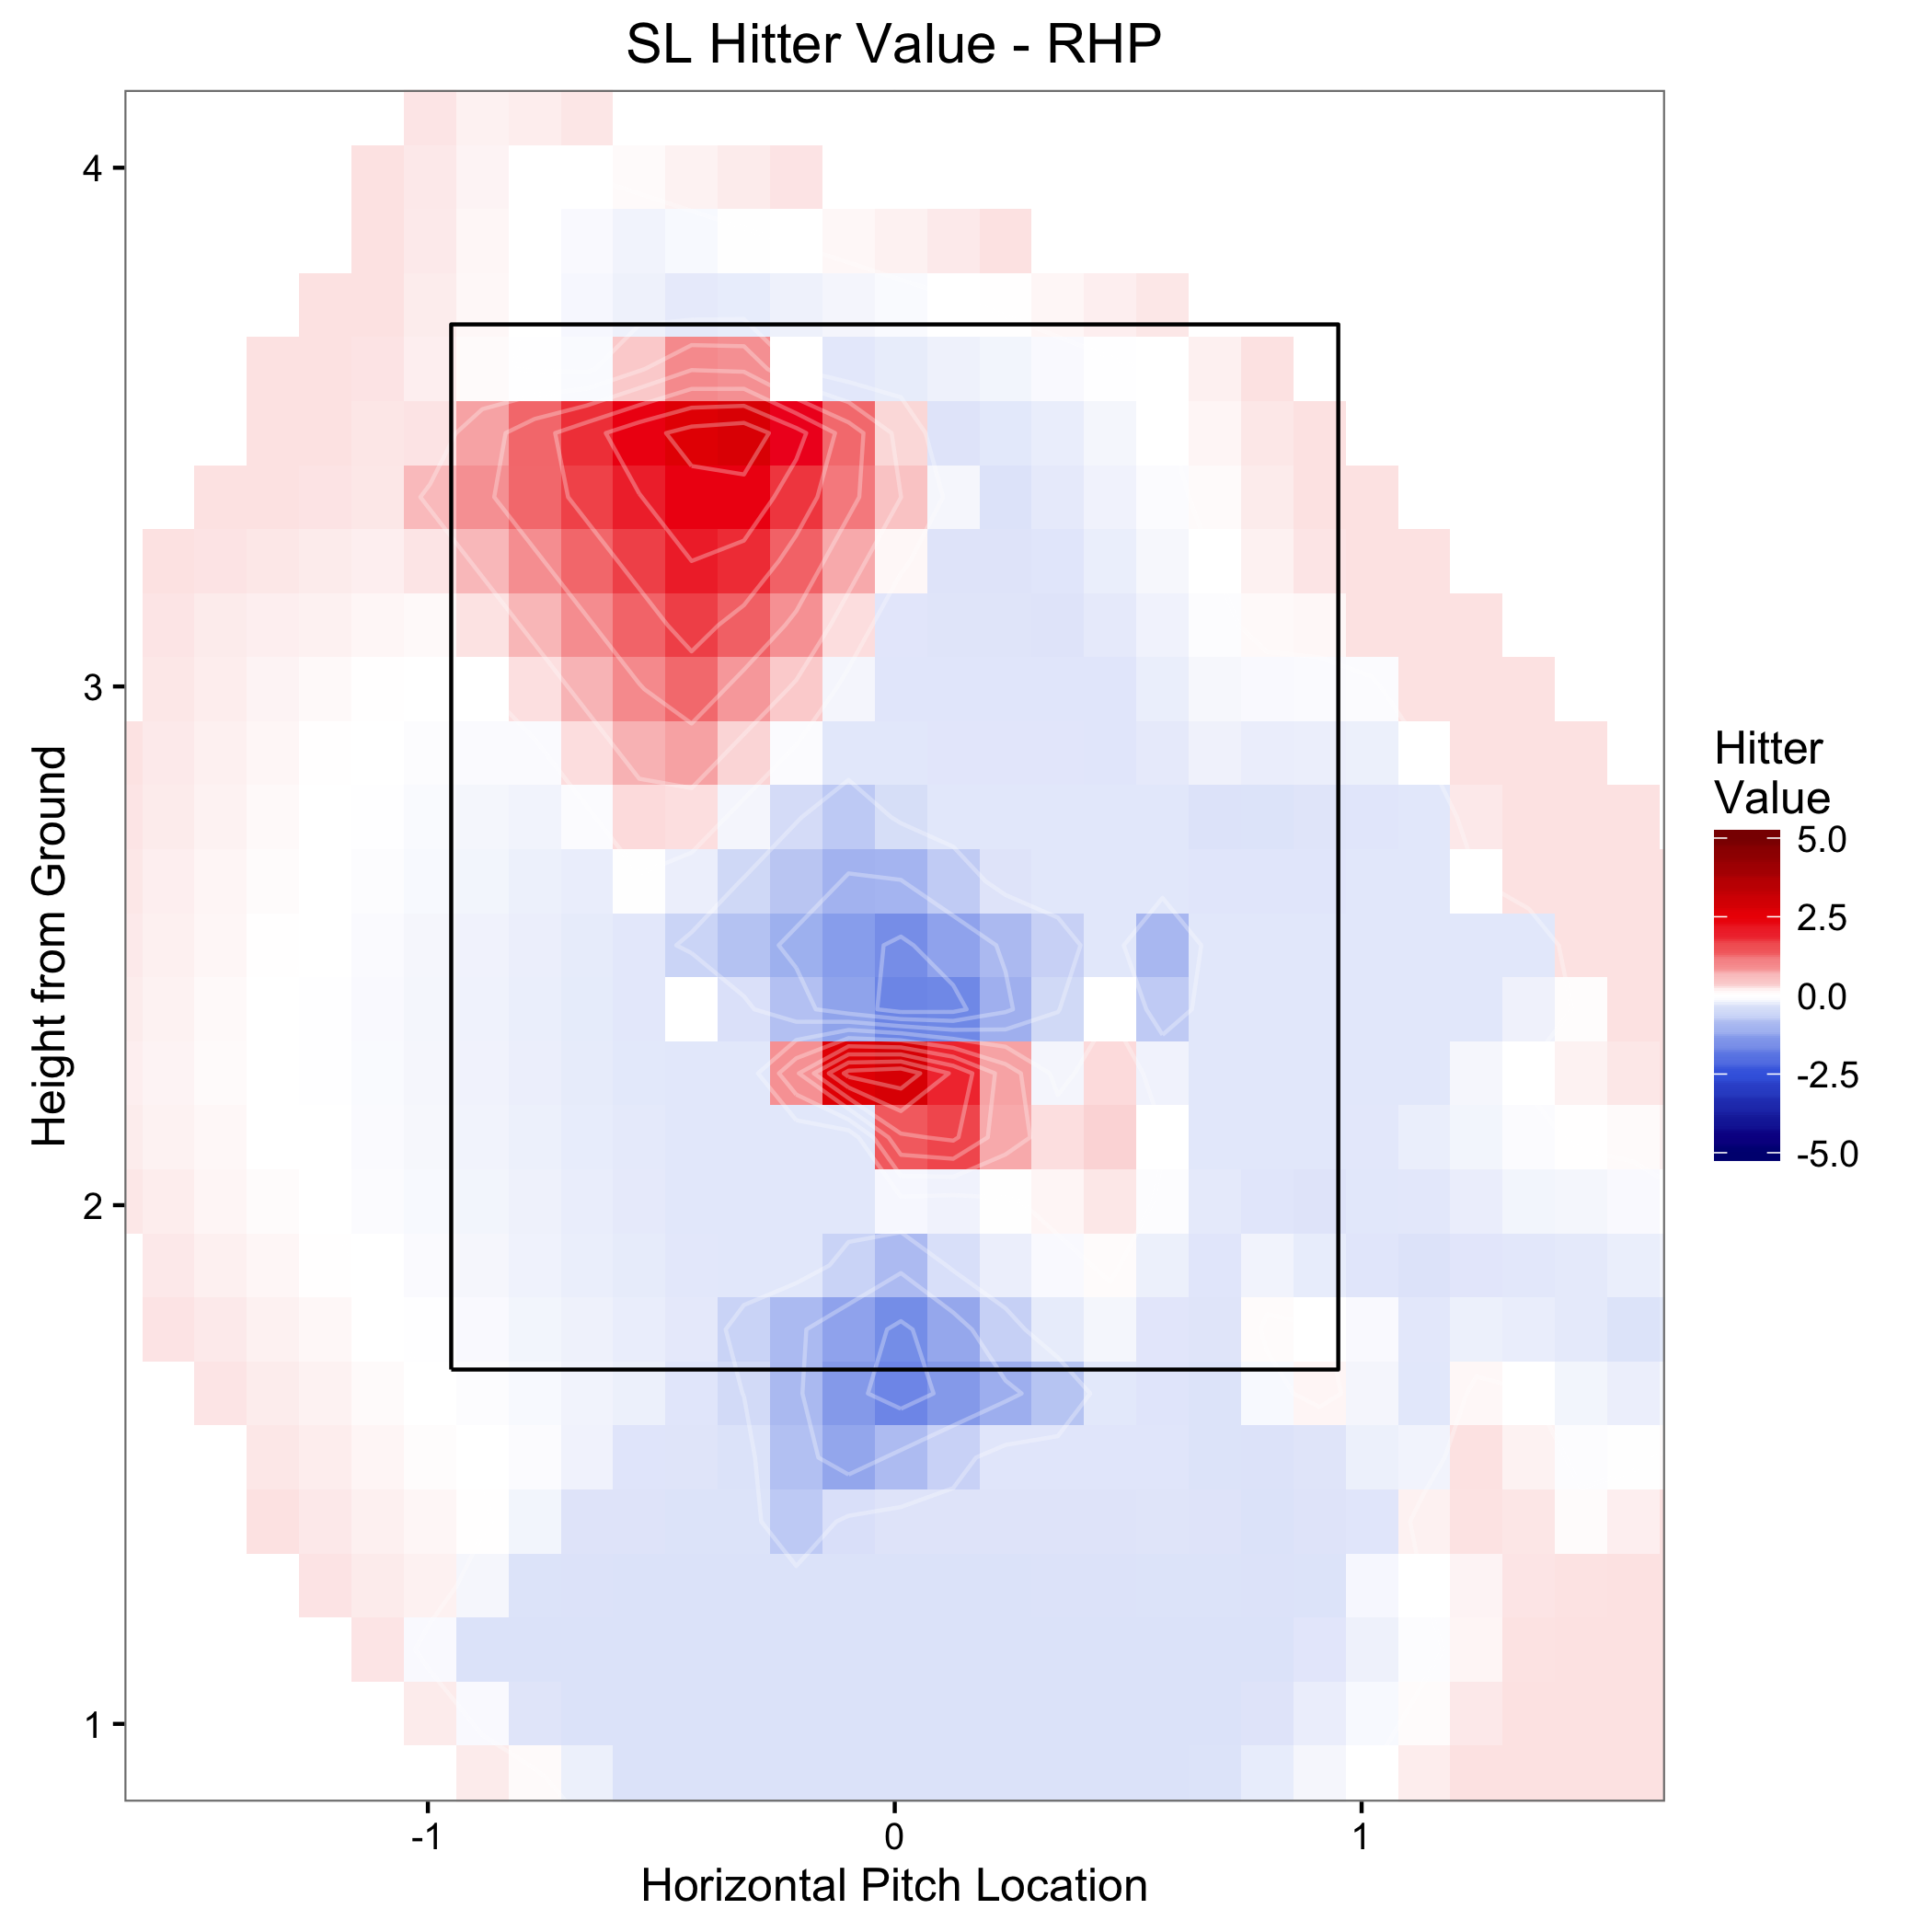 SL Hitter Value - RHP
4
3
2
1
Height from Ground
-1
0
1
Horizontal Pitch Location
Hitter
Value
5.0
2.5
0.0
-2.5
-5.0